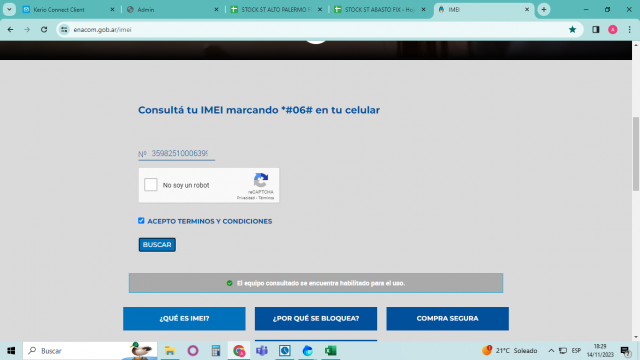 Kerio Connect Client
Admin
STOCK ST ALTO PALERMO F
STOCK ST ABASTO FIX - Ho
IMEI
enacom.gob.ar/imei
A
Consultá tu IMEI marcando *#06# en tu celular
Nº 3598251000639
No soy un robot
reCAPTCHA
Privacidad - Términos
ACEPTO TERMINOS Y CONDICIONES
BUSCAR
El equipo consultado se encuentra habilitado para el uso.
¿QUÉ ES IMEI?
¿POR QUÉ SE BLOQUEA?
COMPRA SEGURA
Buscar
21°C Soleado
ESP
18:29
14/11/2023